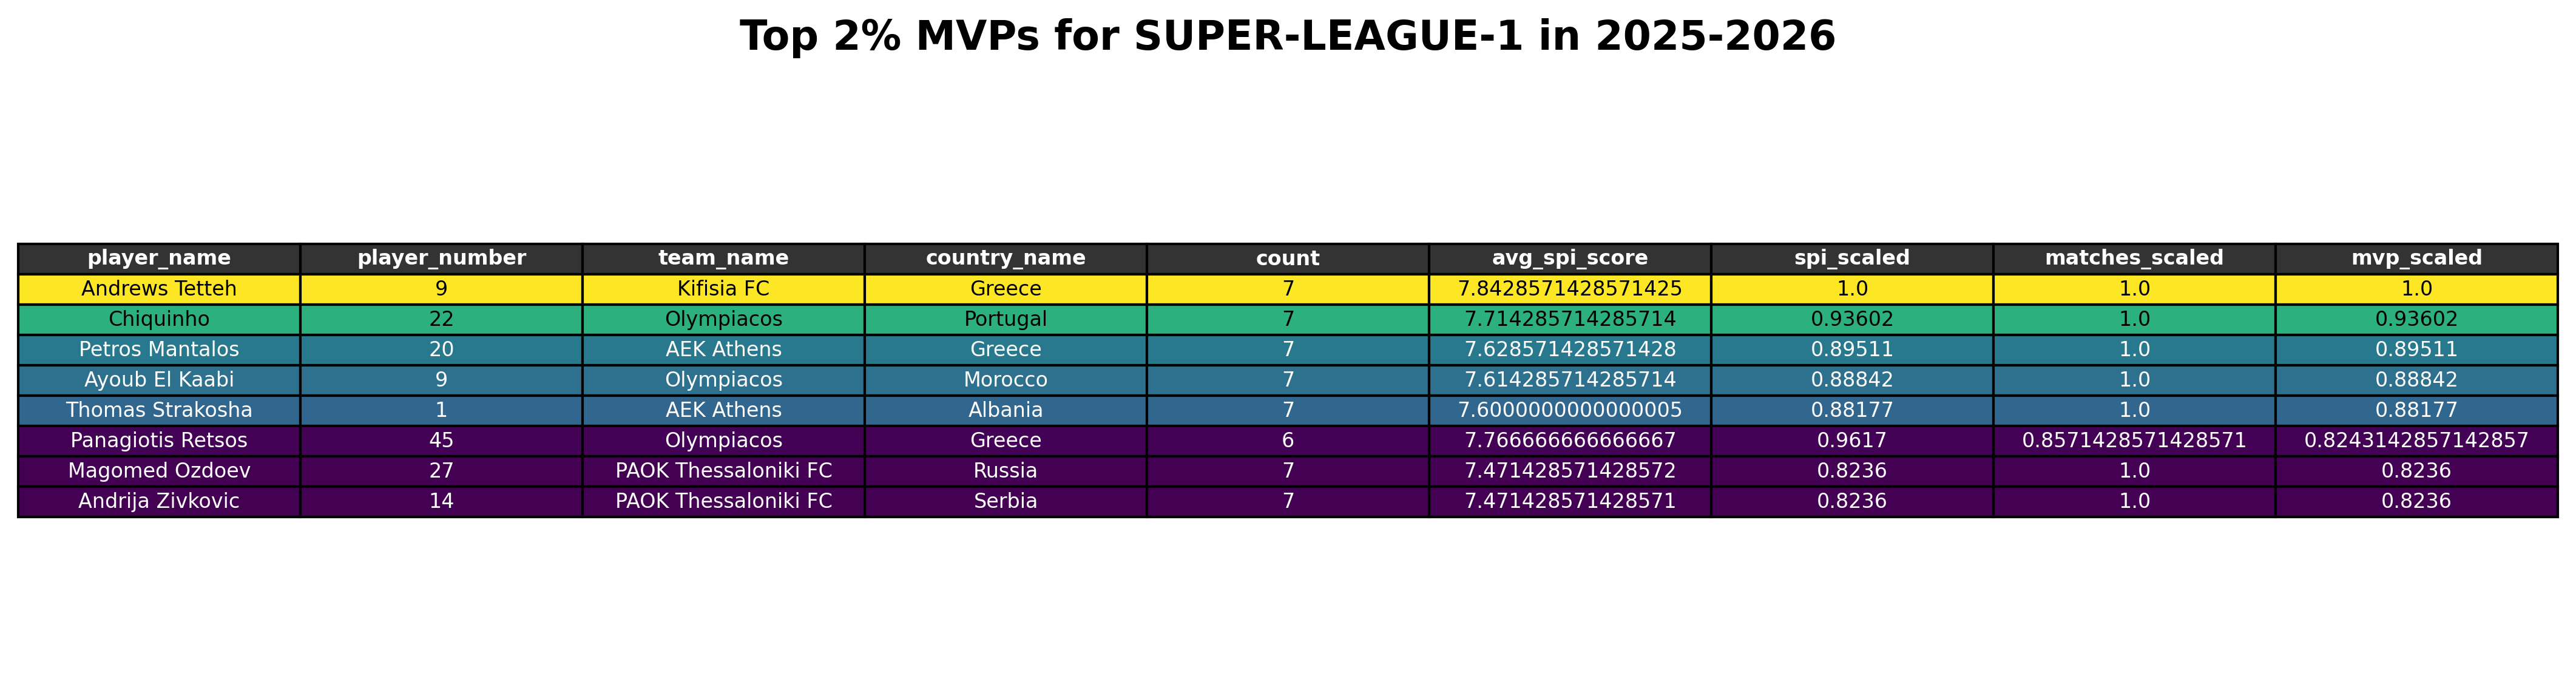 Top 2% MVPs for SUPER-LEAGUE-1 in 2025-2026
player_name player_number team_name country_name count avg_spi_score spi_scaled matches_scaled mvp_scaled
Andrews Tetteh 9 Kifisia FC Greece 7 7.8428571428571425 1.0 1.0 1.0
Chiquinho 22 Olympiacos Portugal 7 7.714285714285714 0.93602 1.0 0.93602
Petros Mantalos 20 AEK Athens Greece 7 7.628571428571428 0.89511 1.0 0.89511
Ayoub El Kaabi 9 Olympiacos Morocco 7 7.614285714285714 0.88842 1.0 0.88842
Thomas Strakosha 1 AEK Athens Albania 7 7.6000000000000005 0.88177 1.0 0.88177
Panagiotis Retsos 45 Olympiacos Greece 6 7.766666666666667 0.9617 0.8571428571428571 0.8243142857142857
Magomed Ozdoev 27 PAOK Thessaloniki FC Russia 7 7.471428571428572 0.8236 1.0 0.8236
Andrija Zivkovic 14 PAOK Thessaloniki FC Serbia 7 7.471428571428571 0.8236 1.0 0.8236